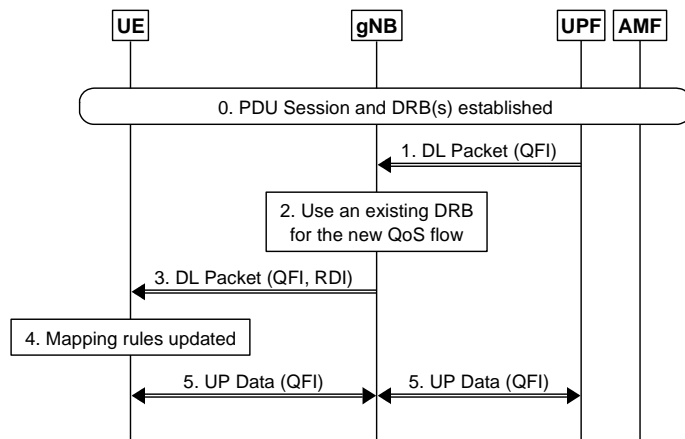 UE gNB UPF AMF
0. PDU Session and DRB(s) established
1. DL Packet (QFI)
2. Use an existing DRB
for the new QoS flow
3. DL Packet (QFI, RDI)
4. Mapping rules updated
5. UP Data (QFI) 5. UP Data (QFI)